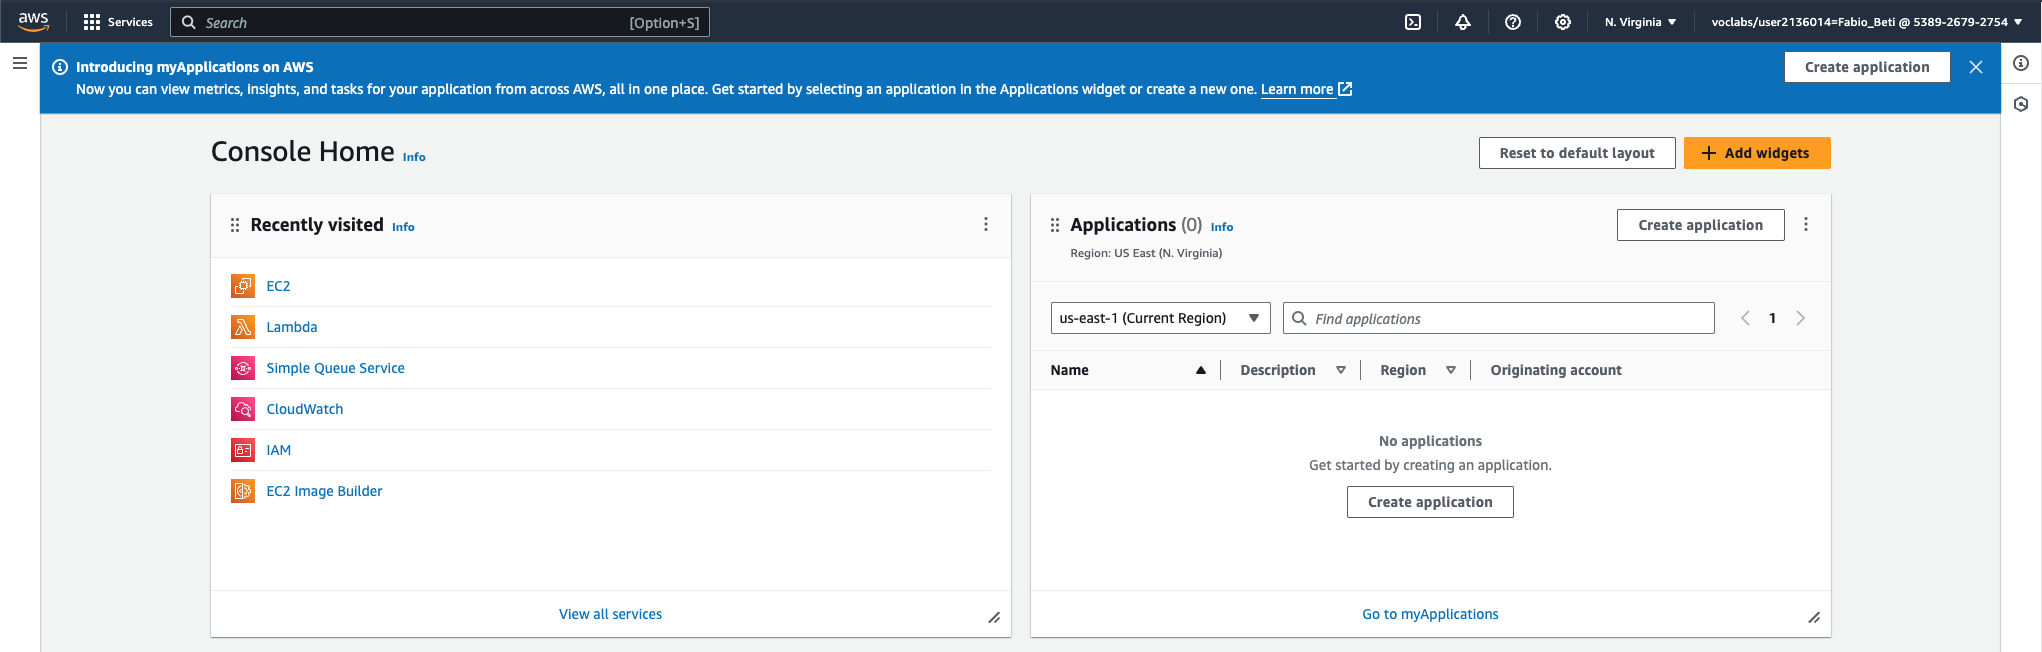 aws
Services
Search
[Option+S]
N. Virginia
voclabs/user2136014=Fabio_Beti @ 5389-2679-2754
Introducing myApplications on AWS
Now you can view metrics, insights, and tasks for your application from across AWS, all in one place. Get started by selecting an application in the Applications widget or create a new one. Learn more
Create application
Console Home Info
Reset to default layout
Add widgets
Recently visited Info
EC2
Lambda
Simple Queue Service
CloudWatch
IAM
EC2 Image Builder
View all services
Applications (0) Info
Region: US East (N. Virginia)
Create application
us-east-1 (Current Region)
Find applications
1
Name
Description
Region
Originating account
No applications
Get started by creating an application.
Create application
Go to myApplications